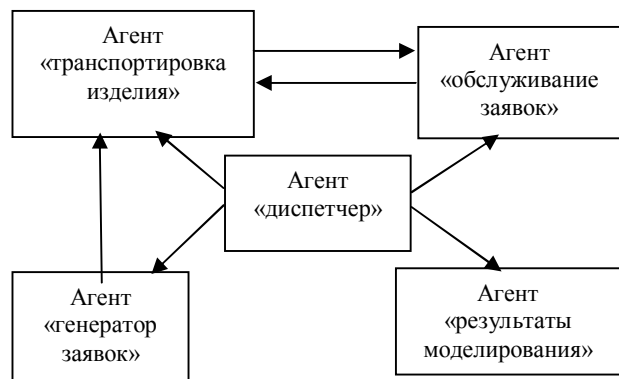 Агент
«транспортировка
изделия»
Агент
«обслуживание
заявок»
Агент
«диспетчер»
Агент
«генератор
заявок»
Агент
«результаты
моделирования»